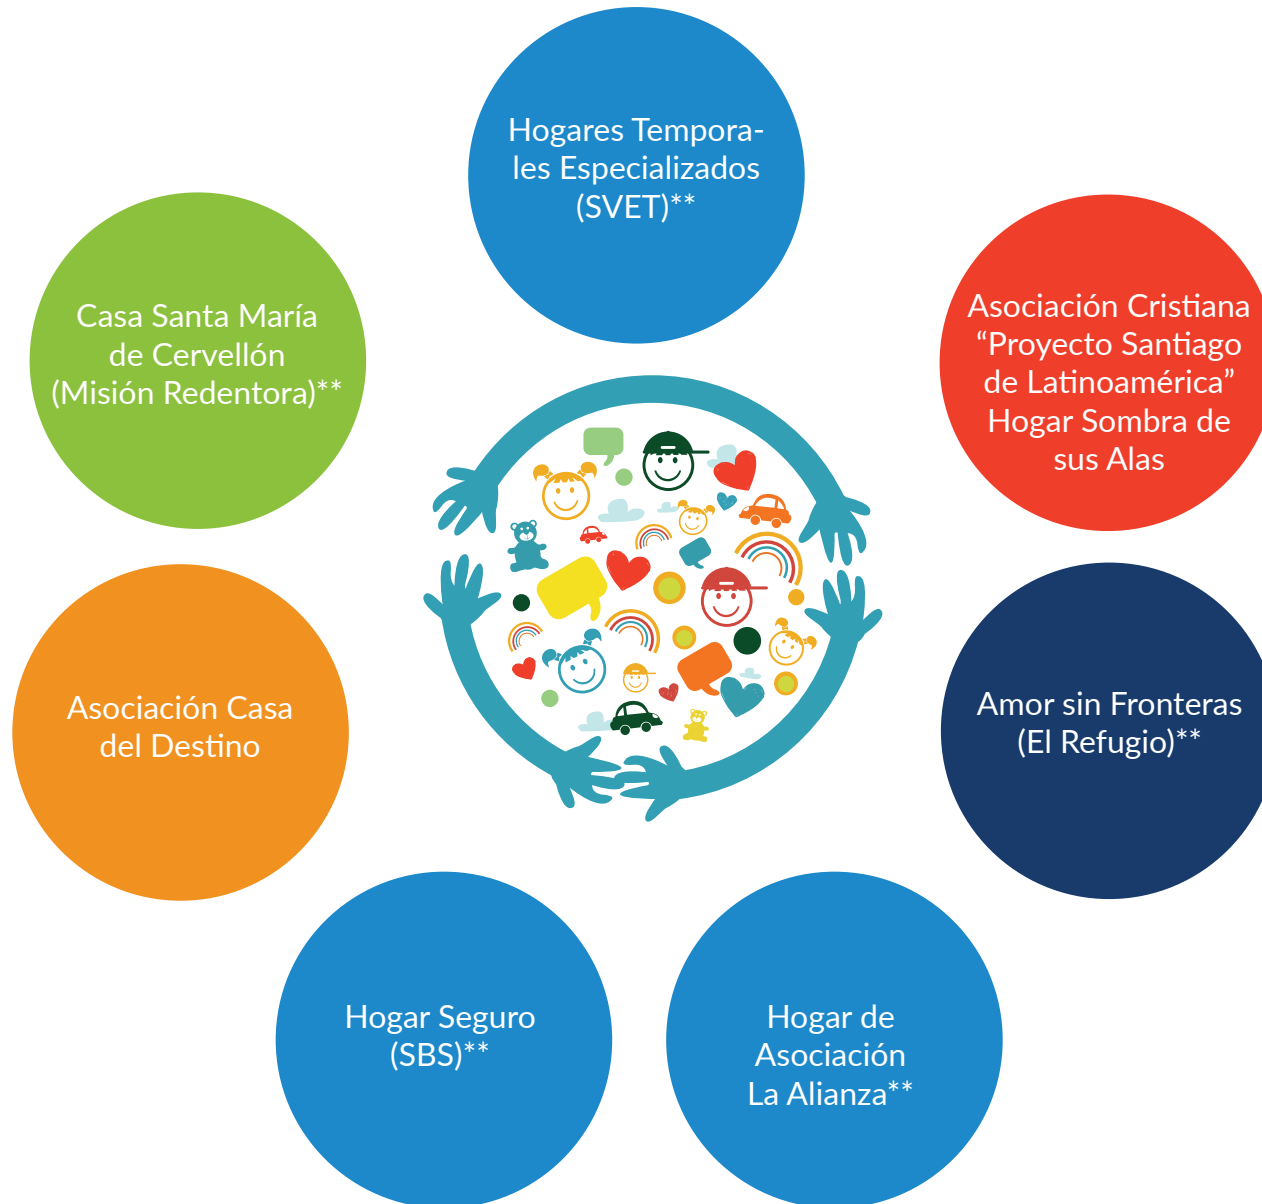 Hogares Tempora-
les Especializados
(SVET)**
Casa Santa María
de Cervellón
(Misión Redentora)**
Asociación Cristiana
“Proyecto Santiago
de Latinoamérica”
Hogar Sombra de
sus Alas
Asociación Casa
del Destino
Amor sin Fronteras
(El Refugio)**
Hogar Seguro
(SBS)**
Hogar de
Asociación
La Alianza**